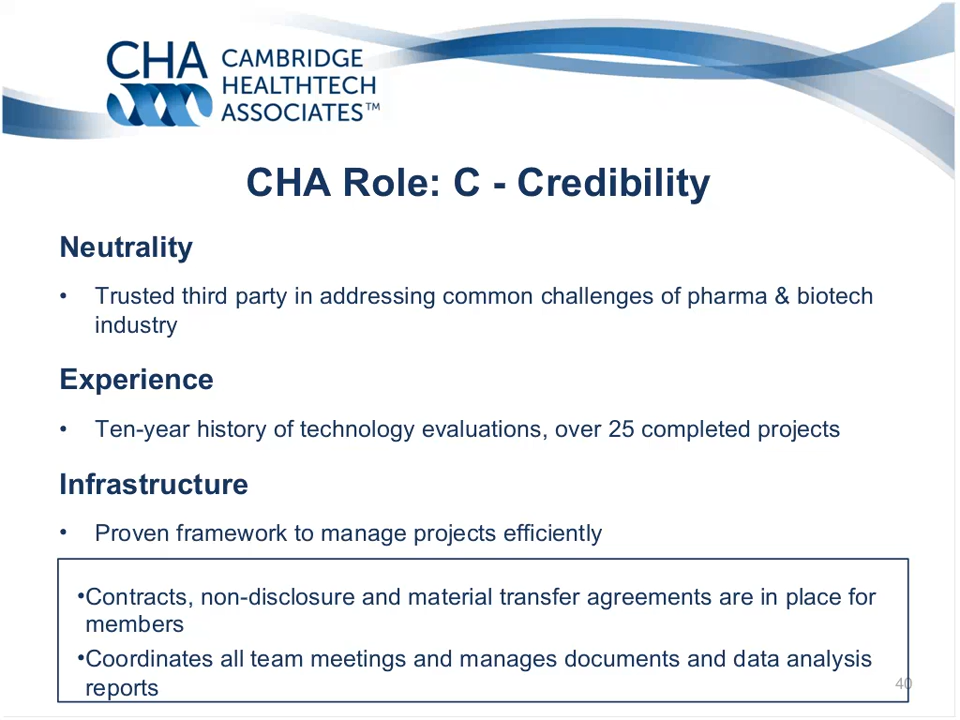 CHA CAMBRIDGE
HEALTHTECH
ASSOCIATES™
CHA Role: C - Credibility
Neutrality
• Trusted third party in addressing common challenges of pharma & biotech
industry
Experience
• Ten-year history of technology evaluations, over 25 completed projects
Infrastructure
• Proven framework to manage projects efficiently
•Contracts, non-disclosure and material transfer agreements are in place for
members
•Coordinates all team meetings and manages documents and data analysis
reports
40